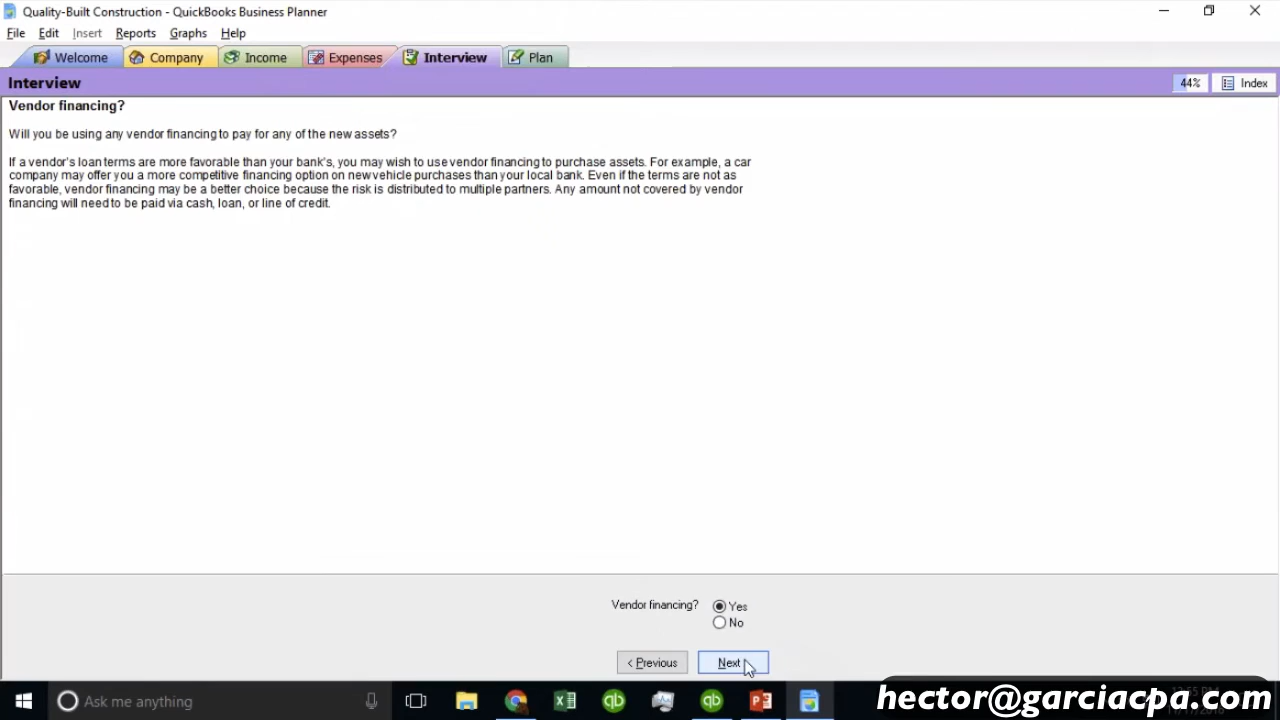 Quality-Built Construction - QuickBooks Business Planner
File Edit Insert Reports Graphs Help
Welcome Company Income Expenses Interview Plan
Interview 44% Index
Vendor financing?
Will you be using any vendor financing to pay for any of the new assets?
If a vendor's loan terms are more favorable than your bank's, you may wish to use vendor financing to purchase assets. For example, a car
company may offer you a more competitive financing option on new vehicle purchases than your local bank. Even if the terms are not as
favorable, vendor financing may be a better choice because the risk is distributed to multiple partners. Any amount not covered by vendor
financing will need to be paid via cash, loan, or line of credit.
Vendor financing? Yes
No
< Previous Next
Ask me anything
hector@garciacpa.com